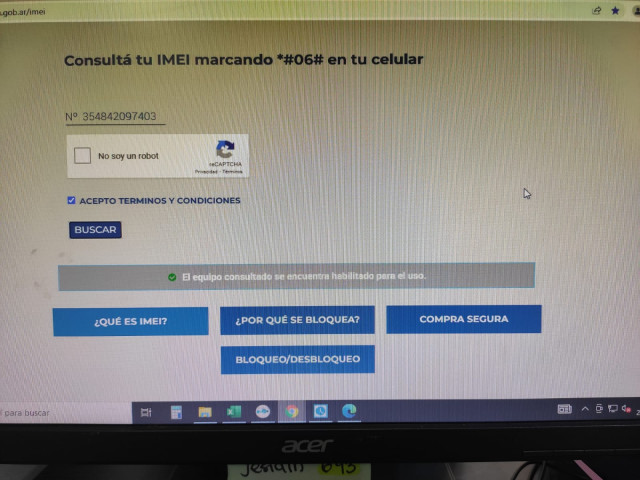 .gob.ar/imei
Consultá tu IMEI marcando *#06# en tu celular
Nº. 354842097403
No soy un robot
reCAPTCHA
Privacidad - Términos
ACEPTO TERMINOS Y CONDICIONES
BUSCAR
El equipo consultado se encuentra habilitado para el uso.
¿QUÉ ES IMEI?
¿POR QUÉ SE BLOQUEA?
COMPRA SEGURA
BLOQUEO/DESBLOQUEO
para buscar
acer